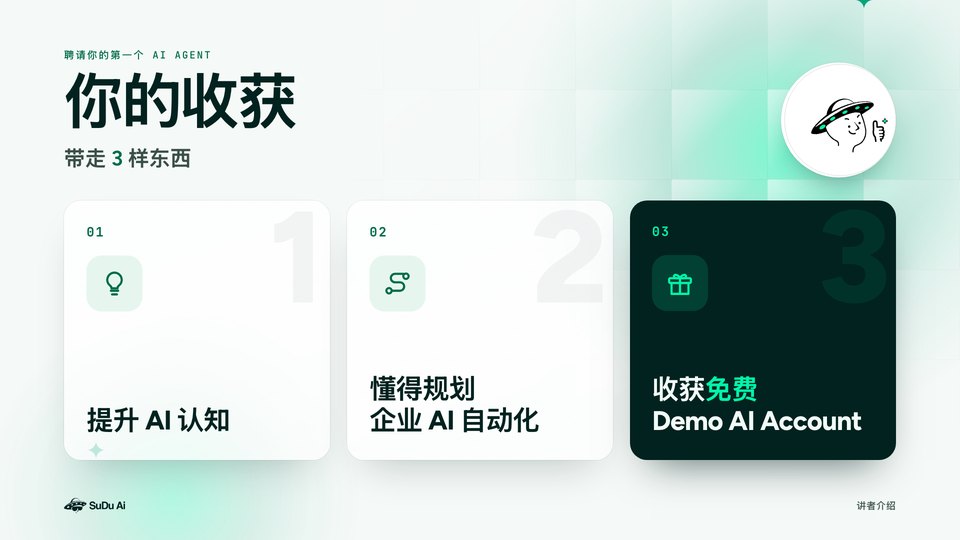 聘请你的第一个 AI AGENT
你的收获
带走 3 样东西
01
1
提升 AI 认知
02
2
懂得规划
企业 AI 自动化
03
3
收获免费
Demo AI Account
SuDu Ai
讲者介绍